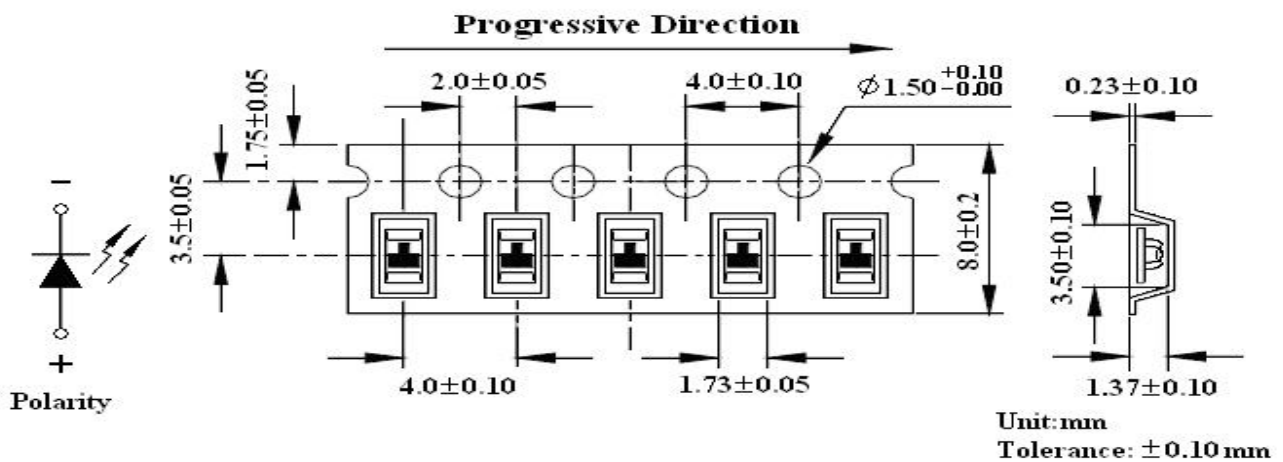 Progressive Direction
2.0±0.05
4.0±0.10
⌀1.50 +0.10 -0.00
0.23±0.10
1.75±0.05
3.5±0.05
8.0±0.2
3.50±0.10
-
+
Polarity
4.0±0.10
1.73±0.05
1.37±0.10
Unit:mm
Tolerance: ±0.10 mm